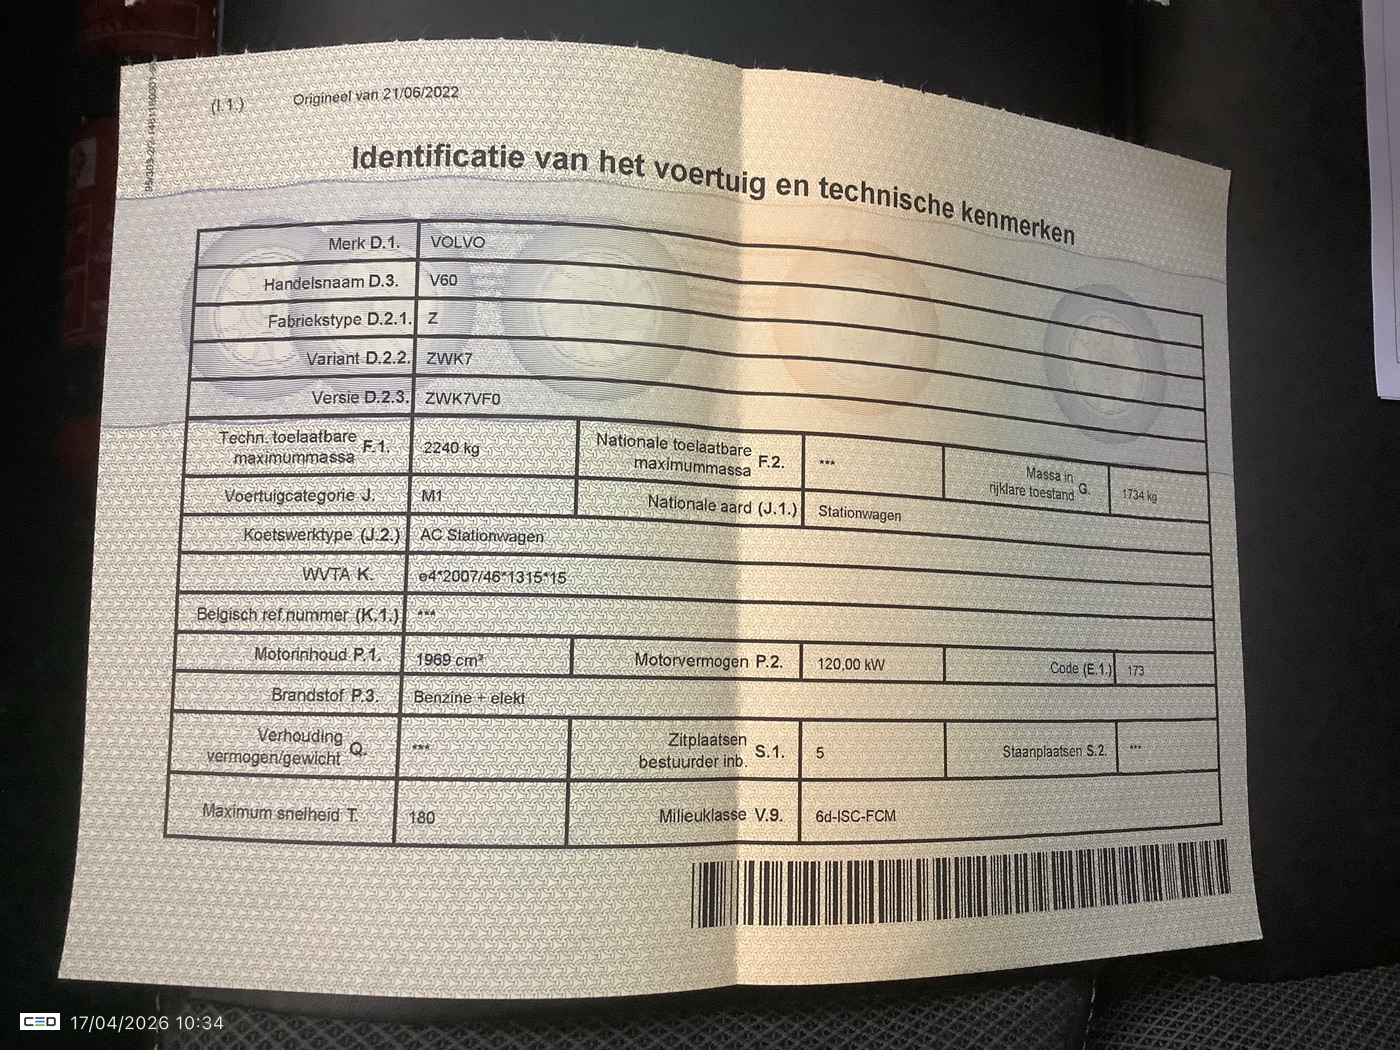 (I.1.) Origineel van 21/06/2022
Identificatie van het voertuig en technische kenmerken
Merk D.1. VOLVO
Handelsnaam D.3. V60
Fabriekstype D.2.1. Z
Variant D.2.2. ZWK7
Versie D.2.3. ZWK7VF0
Techn. toelaatbare maximummassa F.1. 2240 kg Nationale toelaatbare maximummassa F.2. *** Massa in rijklare toestand G. 1734 kg
Voertuigcategorie J. M1 Nationale aard (J.1.) Stationwagen
Koetswerktype (J.2.) AC Stationwagen
WVTA K. e4*2007/46*1315*15
Belgisch ref.nummer (K.1.) ***
Motorinhoud P.1. 1969 cm³ Motorvermogen P.2. 120,00 kW Code (E.1.) 173
Brandstof P.3. Benzine + elekt
Verhouding vermogen/gewicht Q. *** Zitplaatsen bestuurder inb. S.1. 5 Staanplaatsen S.2. ***
Maximum snelheid T. 180 Milieuklasse V.9. 6d-ISC-FCM
CED 17/04/2026 10:34